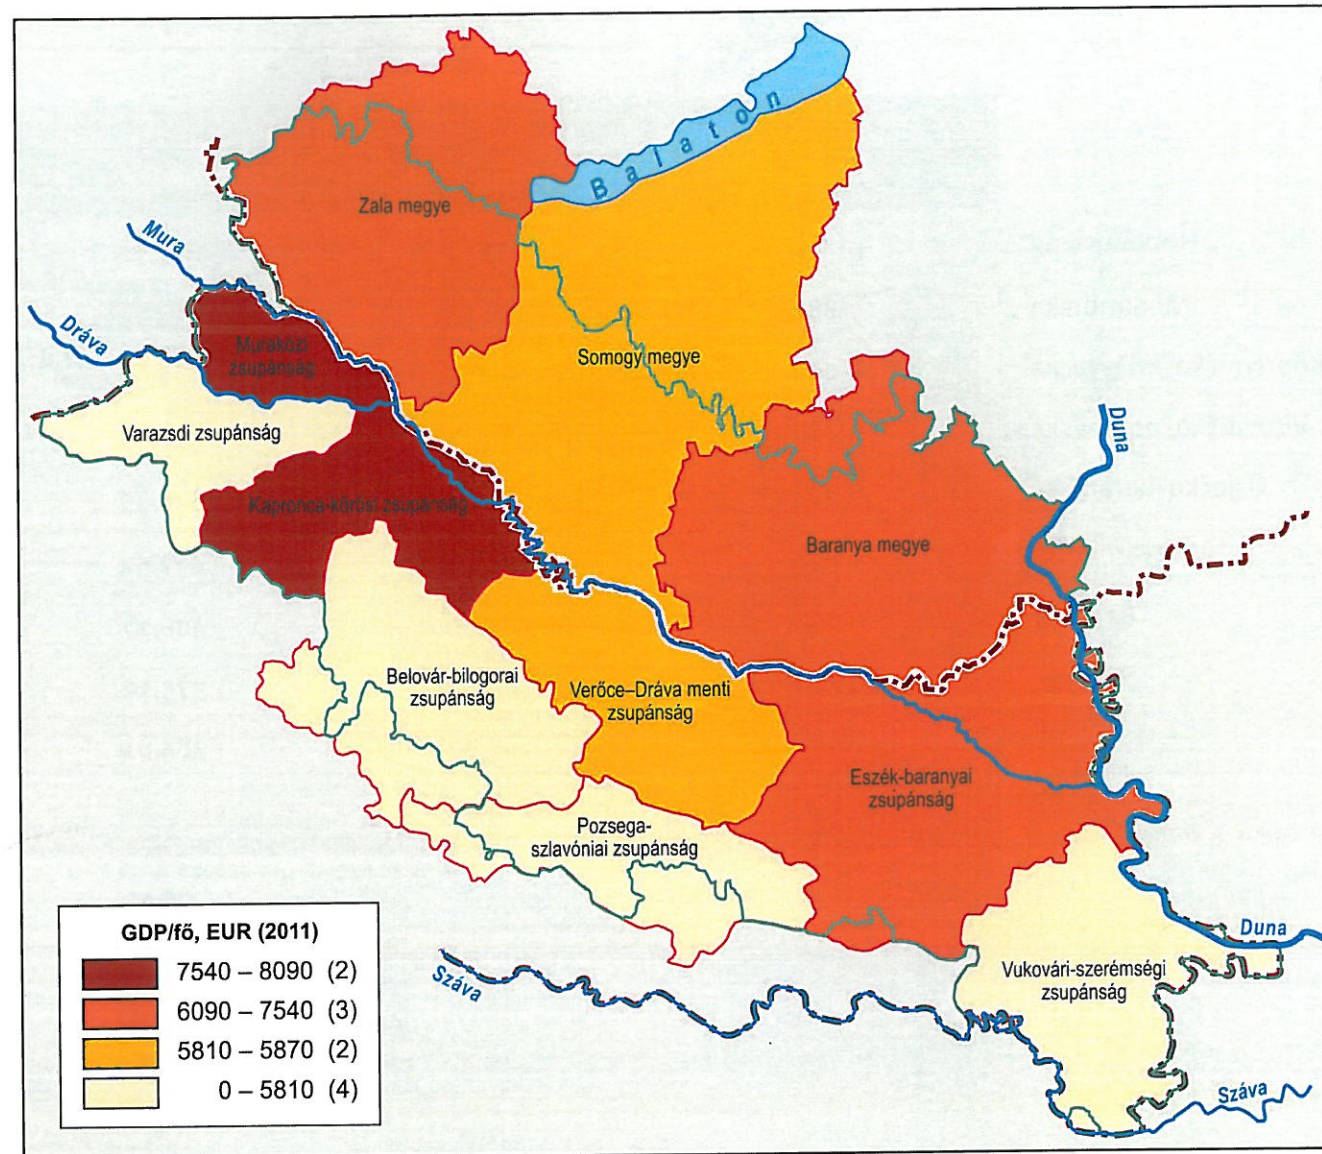 Balaton
Zala megye
Mura
Dráva
Muraközi
zsupánság
Somogy megye
Varazsdi zsupánság
Duna
Kapronca-kőrösi zsupánság
Baranya megye
Belovár-bilogorai
zsupánság
Verőce–Dráva menti
zsupánság
Eszék-baranyai
zsupánság
Pozsega-
szlavóniai zsupánság
Duna
Vukovári-szerémségi
zsupánság
Száva
Száva
GDP/fő, EUR (2011)
7540 – 8090 (2)
6090 – 7540 (3)
5810 – 5870 (2)
0 – 5810 (4)